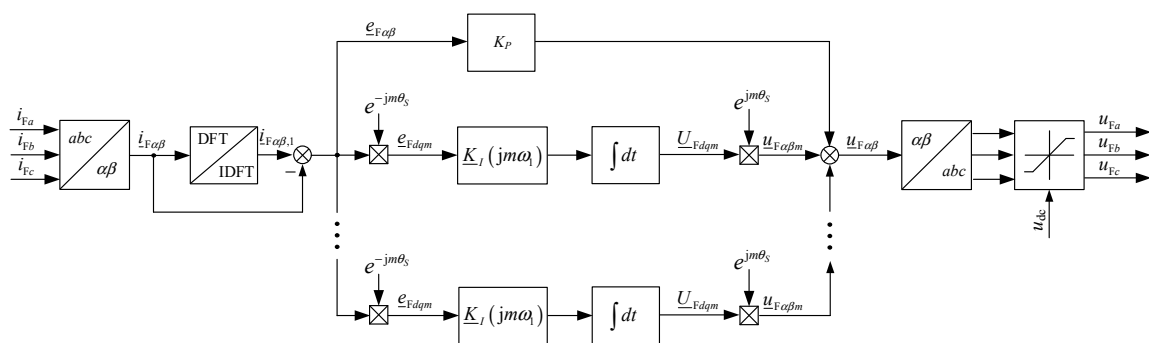 e_Fαβ
K_P
e^{-jmθ_S}
e^{jmθ_S}
i_Fa
i_Fb
i_Fc
abc
αβ
i_Fαβ
DFT
IDFT
i_Fαβ,1
−
e_Fdqm
K_I(jmω_1)
∫dt
U_Fdqm
u_Fαβm
u_Fαβ
αβ
abc
u_Fa
u_Fb
u_Fc
u_dc
e^{-jmθ_S}
e^{jmθ_S}
e_Fdqm
K_I(jmω_1)
∫dt
U_Fdqm
u_Fαβm